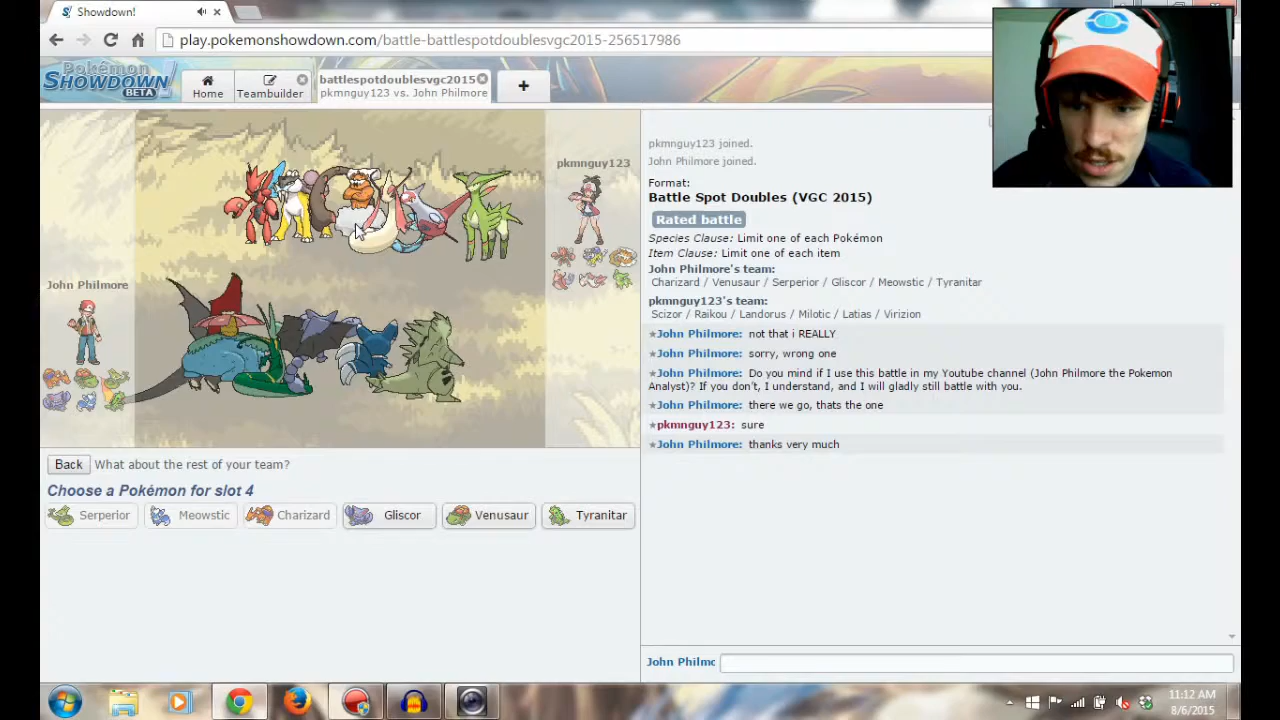 Showdown!
play.pokemonshowdown.com/battle-battlespotdoublesvgc2015-256517986
Pokémon
SHOWDOWN
BETA
Home
Teambuilder
battlespotdoublesvgc2015
pkmnguy123 vs. John Philmore
pkmnguy123
John Philmore
Back What about the rest of your team?
Choose a Pokémon for slot 4
Serperior Meowstic Charizard Gliscor Venusaur Tyranitar
pkmnguy123 joined.
John Philmore joined.
Format:
Battle Spot Doubles (VGC 2015)
Rated battle
Species Clause: Limit one of each Pokémon
Item Clause: Limit one of each item
John Philmore's team:
Charizard / Venusaur / Serperior / Gliscor / Meowstic / Tyranitar
pkmnguy123's team:
Scizor / Raikou / Landorus / Milotic / Latias / Virizion
★John Philmore: not that i REALLY
★John Philmore: sorry, wrong one
★John Philmore: Do you mind if I use this battle in my Youtube channel (John Philmore the Pokemon
Analyst)? If you don't, I understand, and I will gladly still battle with you.
★John Philmore: there we go, thats the one
★pkmnguy123: sure
★John Philmore: thanks very much
John Philmc
11:12 AM
8/6/2015